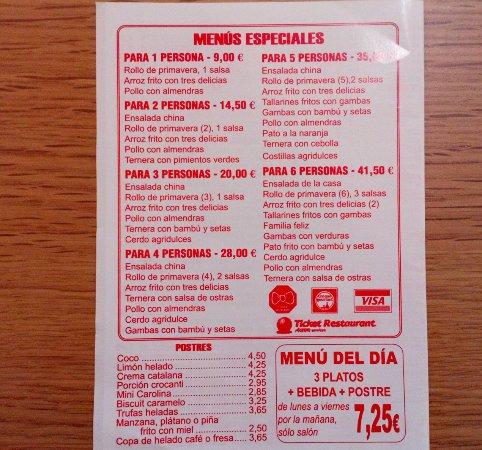 MENÚS ESPECIALES
PARA 1 PERSONA - 9,00 €
Rollo de primavera, 1 salsa
Arroz frito con tres delicias
Pollo con almendras
PARA 2 PERSONAS - 14,50 €
Ensalada china
Rollo de primavera (2), 1 salsa
Arroz frito con tres delicias
Pollo con almendras
Ternera con pimientos verdes
PARA 3 PERSONAS - 20,00 €
Ensalada china
Rollo de primavera (3), 1 salsa
Arroz frito con tres delicias
Pollo con almendras
Ternera con bambú y setas
Cerdo agridulces
PARA 4 PERSONAS - 28,00 €
Ensalada china
Rollo de primavera (4), 2 salsas
Arroz frito con tres delicias
Ternera con salsa de ostras
Pollo con almendras
Cerdo agridulce
Gambas con bambú y setas
PARA 5 PERSONAS - 35,
Ensalada china
Rollo de primavera (5),2 salsas
Arroz frito con tres delicias
Tallarines fritos con gambas
Gambas con bambú y setas
Pollo con almendras
Pato a la naranja
Ternera con cebolla
Costillas agridulces
PARA 6 PERSONAS - 41,50 €
Ensalada de la casa
Rollo de primavera (6), 3 salsas
Arroz frito con tres delicias (2)
Tallarines fritos con gambas
Familia feliz
Gambas con verduras
Pato frito con bambú y setas
Cerdo agridulce
Pollo con almendras
Ternera con salsa de ostras
VISA
Ticket Restaurant
POSTRES
Coco 4,50
Limón helado 4,25
Crema catalana 4,25
Porción crocanti 2,95
Mini Carolina 2,85
Biscuit caramelo 3,25
Trufas heladas 3,65
Manzana, plátano o piña
frito con miel 2,50
Copa de helado café o fresa 3,65
MENÚ DEL DÍA
3 PLATOS
+ BEBIDA + POSTRE
de lunes a viernes
por la mañana,
sólo salón
7,25€